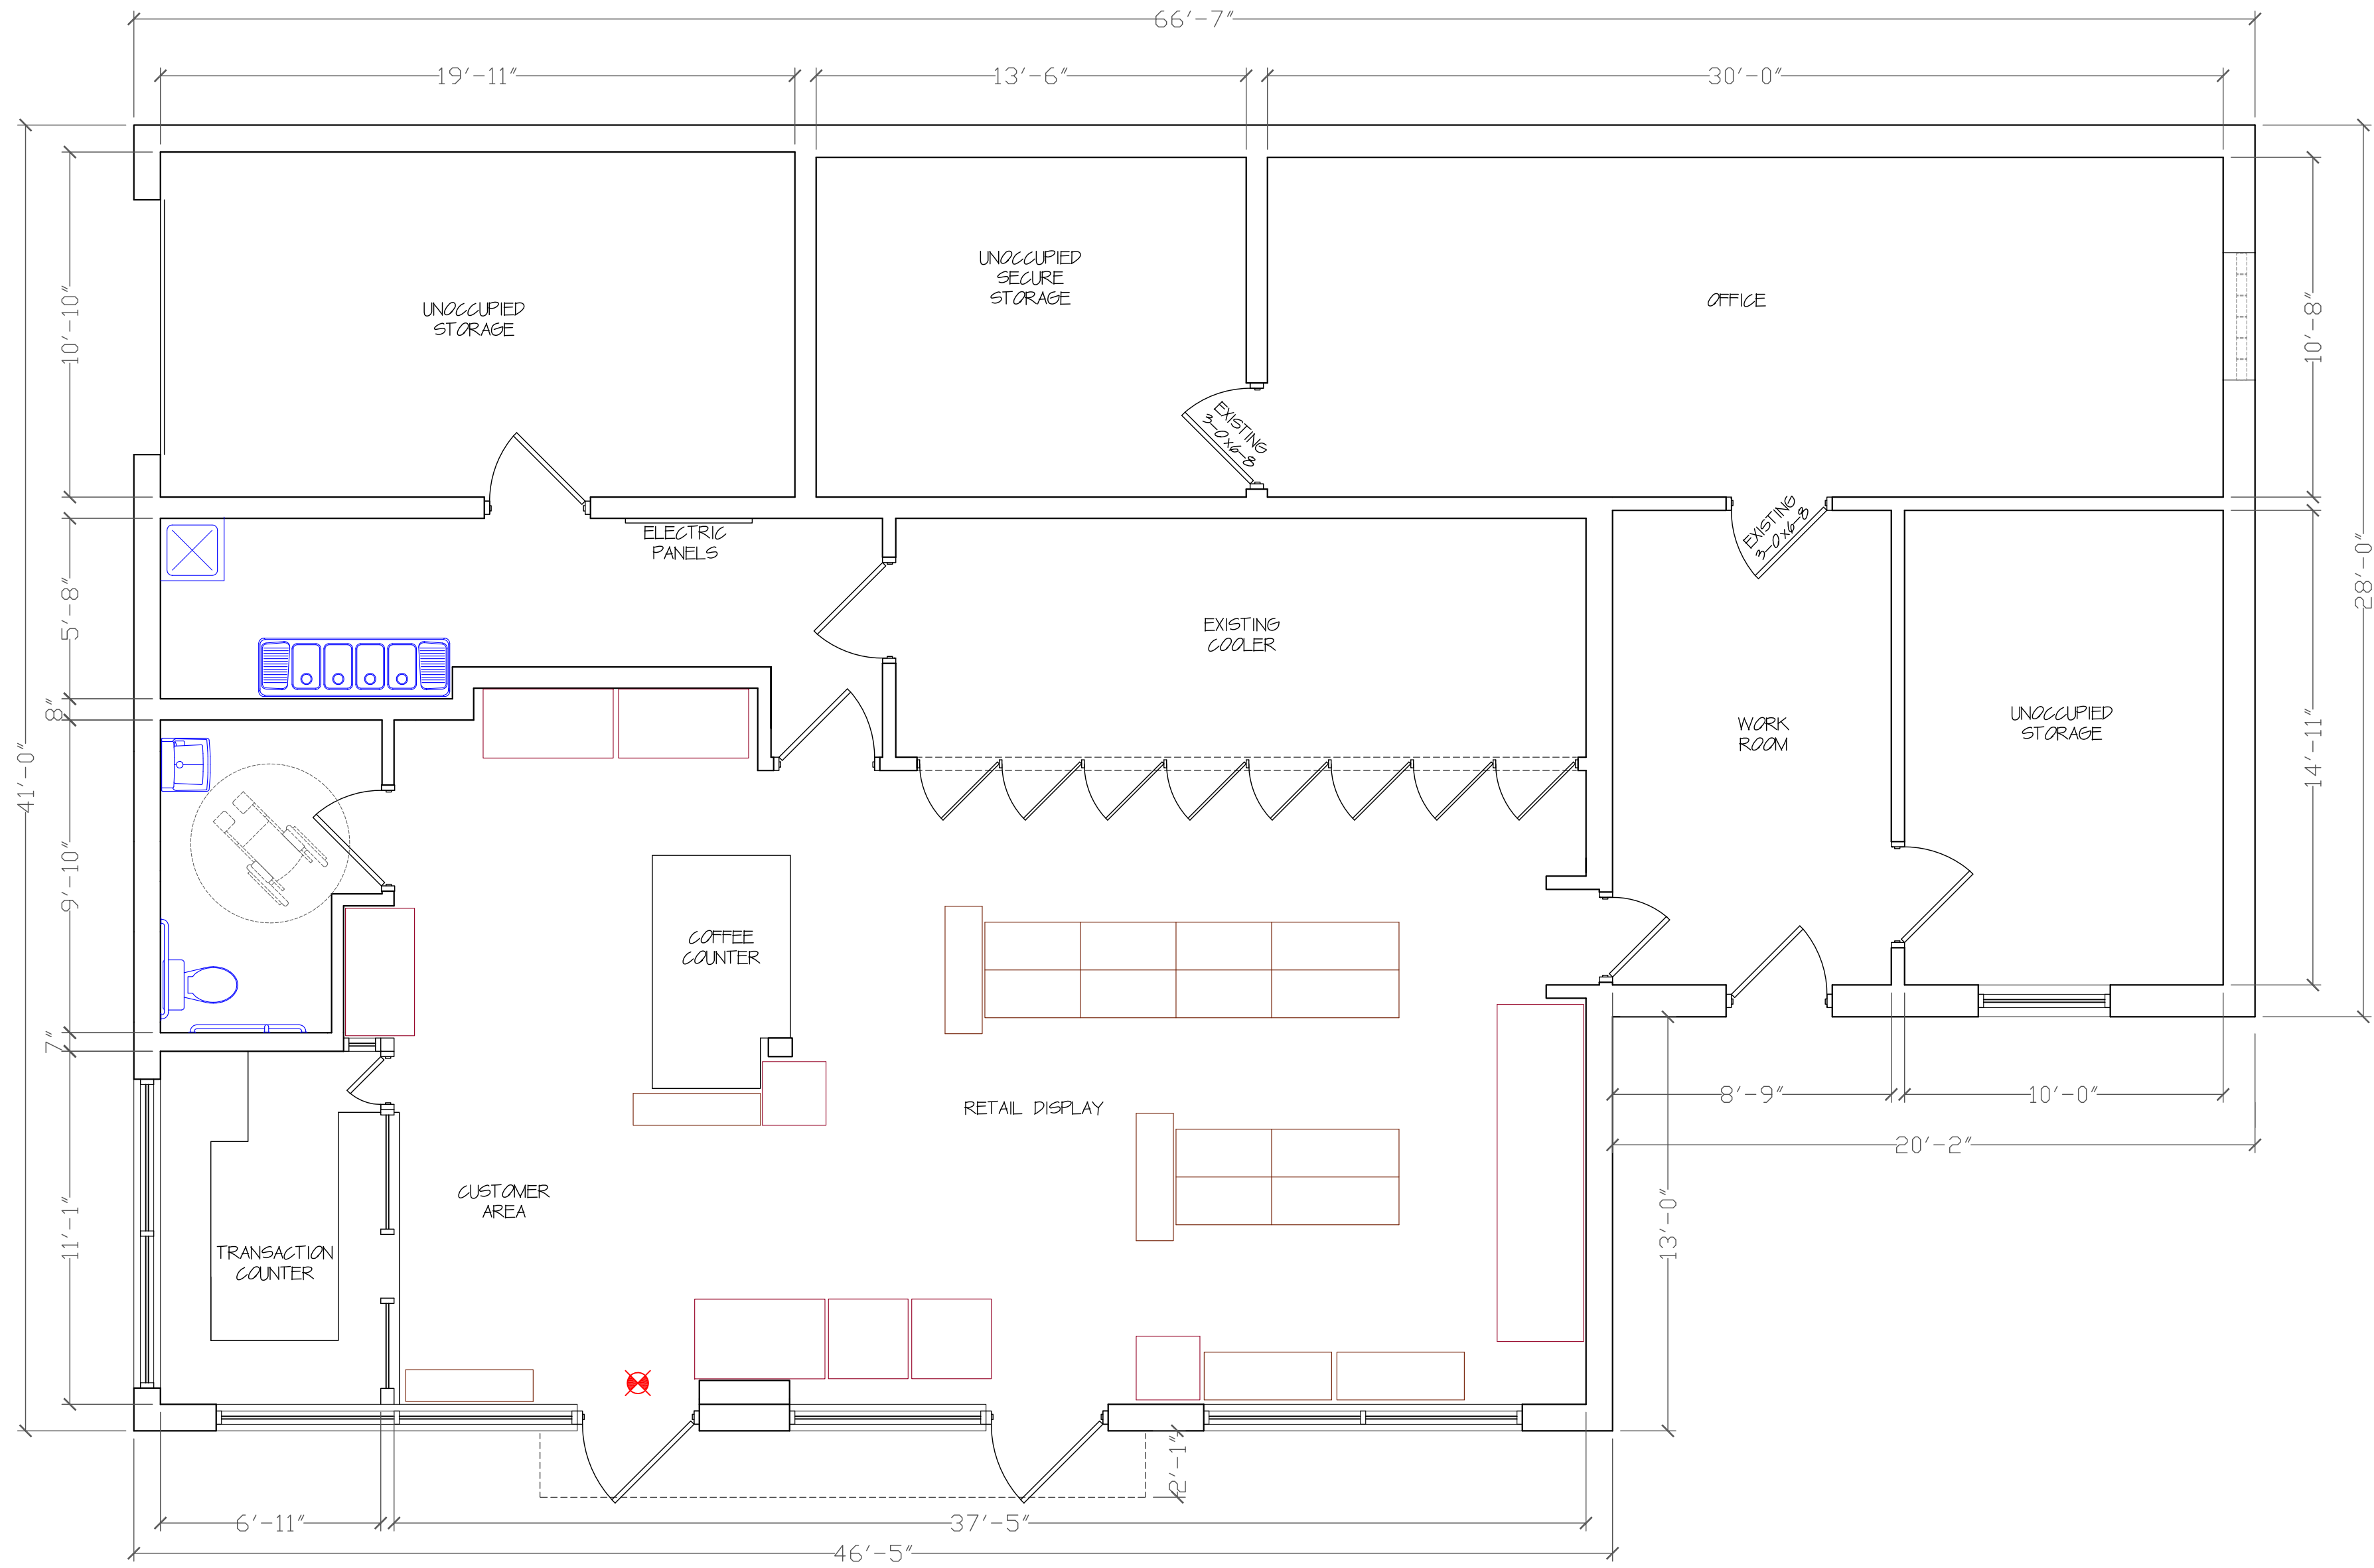 66'-7"
19'-11"
13'-6"
30'-0"
UNOCCUPIED
STORAGE
UNOCCUPIED
SECURE
STORAGE
OFFICE
10'-10"
10'-8"
28'-0"
EXISTING
3-0x6-8
EXISTING
3-0x6-8
ELECTRIC
PANELS
5'-8"
EXISTING
COOLER
8"
41'-0"
WORK
ROOM
UNOCCUPIED
STORAGE
14'-11"
9'-10"
COFFEE
COUNTER
7"
RETAIL DISPLAY
8'-9"
10'-0"
20'-2"
CUSTOMER
AREA
11'-1"
13'-0"
TRANSACTION
COUNTER
2'-1"
6'-11"
37'-5"
46'-5"